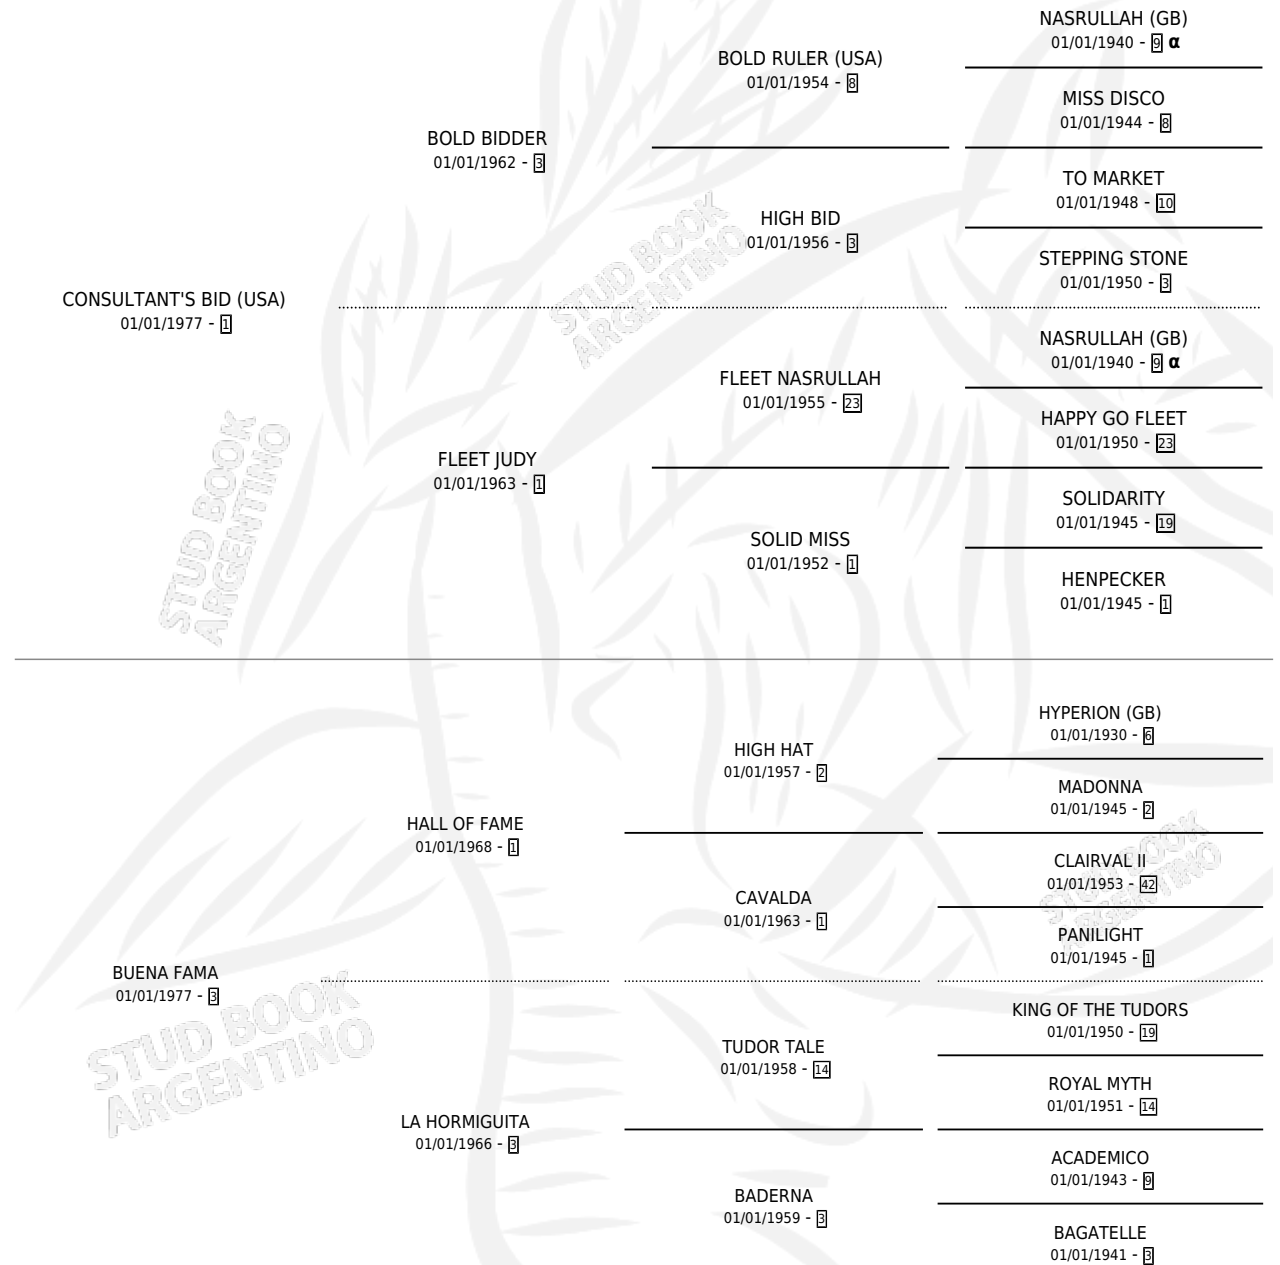 NASRULLAH (GB)
01/01/1940 - 9 α
BOLD RULER (USA)
01/01/1954 - 8
MISS DISCO
01/01/1944 - 8
BOLD BIDDER
01/01/1962 - 3
TO MARKET
01/01/1948 - 10
HIGH BID
01/01/1956 - 3
STEPPING STONE
01/01/1950 - 3
CONSULTANT'S BID (USA)
01/01/1977 - 1
NASRULLAH (GB)
01/01/1940 - 9 α
FLEET NASRULLAH
01/01/1955 - 23
HAPPY GO FLEET
01/01/1950 - 23
FLEET JUDY
01/01/1963 - 1
SOLIDARITY
01/01/1945 - 19
SOLID MISS
01/01/1952 - 1
HENPECKER
01/01/1945 - 1
HYPERION (GB)
01/01/1930 - 6
HIGH HAT
01/01/1957 - 2
MADONNA
01/01/1945 - 2
HALL OF FAME
01/01/1968 - 1
CLAIRVAL II
01/01/1953 - 42
CAVALDA
01/01/1963 - 1
PANILIGHT
01/01/1945 - 1
BUENA FAMA
01/01/1977 - 3
KING OF THE TUDORS
01/01/1950 - 19
TUDOR TALE
01/01/1958 - 14
ROYAL MYTH
01/01/1951 - 14
LA HORMIGUITA
01/01/1966 - 3
ACADEMICO
01/01/1943 - 9
BADERNA
01/01/1959 - 3
BAGATELLE
01/01/1941 - 3
STUD BOOK
ARGENTINO
STUD BOOK
ARGENTINO
STUD BOOK
ARGENTINO
STUD BOOK
ARGENTINO